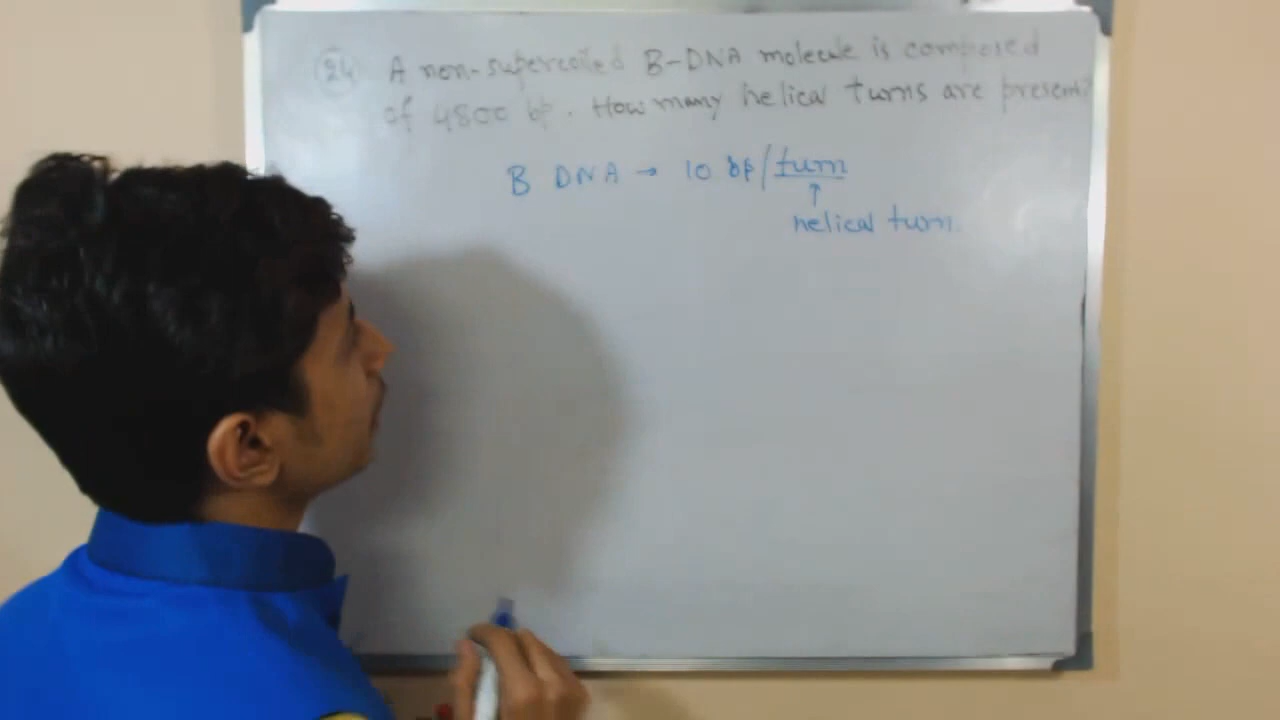 24 A non-supercoiled B-DNA molecule is composed
of 4800 bp. How many helical turns are present?
B DNA → 10 bp/turn
↑
helical turn.